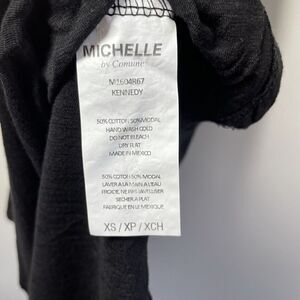 MICHELLE
by Comune
M1604R67
KENNEDY
50% COTTON 50% MODAL
HAND WASH COLD
DO NOT BLEACH
DRY FLAT
MADE IN MEXICO
50% COTTON 50% MODAL
LAVER A LA MAIN A L'EAU
FROIDE, NE PAS JAVELLISER
SECHER A PLAT
FABRIQUE EN LE MEXIQUE
XS / XP / XCH